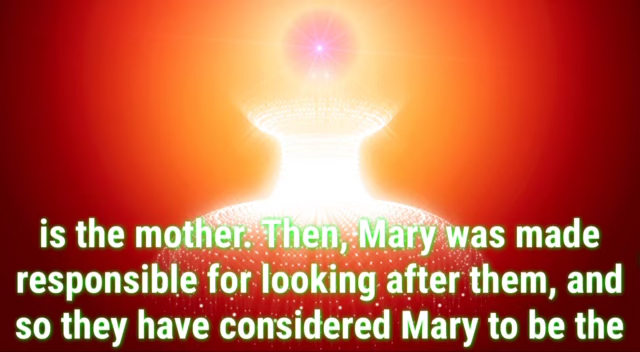 is the mother. Then, Mary was made
responsible for looking after them, and
so they have considered Mary to be the